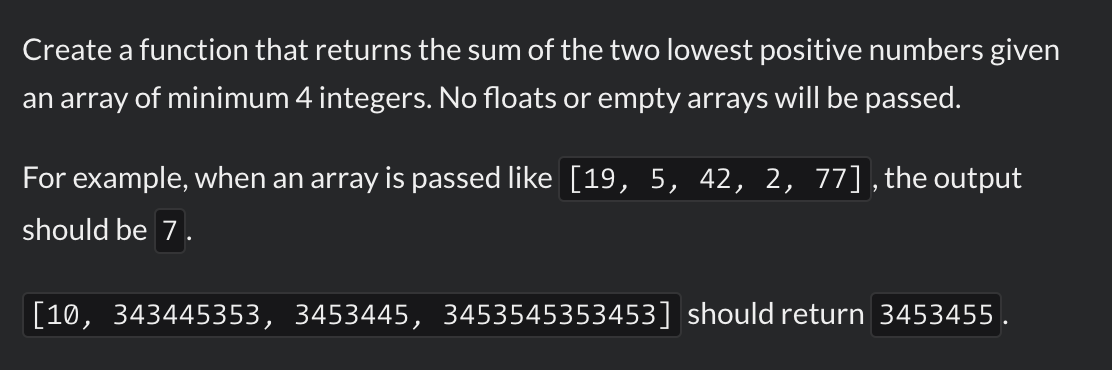 Create a function that returns the sum of the two lowest positive numbers given
an array of minimum 4 integers. No floats or empty arrays will be passed.
For example, when an array is passed like [19, 5, 42, 2, 77], the output
should be 7.
[10, 343445353, 3453445, 3453545353453] should return 3453455.